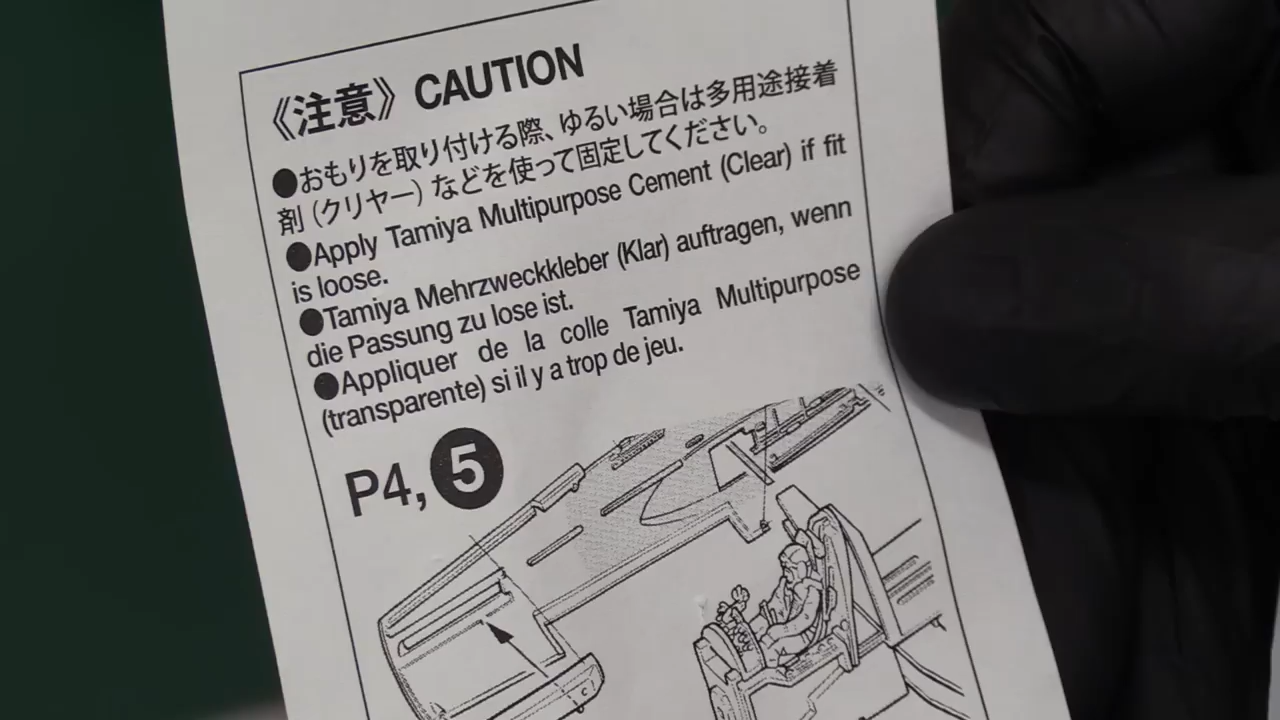 《注意》CAUTION
●おもりを取り付ける際、ゆるい場合は多用途接着
剤（クリヤー）などを使って固定してください。
●Apply Tamiya Multipurpose Cement (Clear) if fit
is loose.
●Tamiya Mehrzweckkleber (Klar) auftragen, wenn
die Passung zu lose ist.
●Appliquer de la colle Tamiya Multipurpose
(transparente) si il y a trop de jeu.
P4, 5